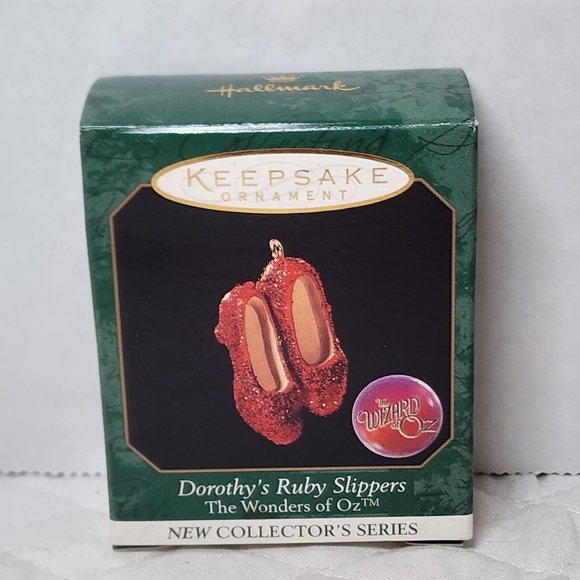 Hallmark
KEEPSAKE
ORNAMENT
The
WIZARD
of OZ
Dorothy's Ruby Slippers
The Wonders of Oz™
NEW COLLECTOR'S SERIES